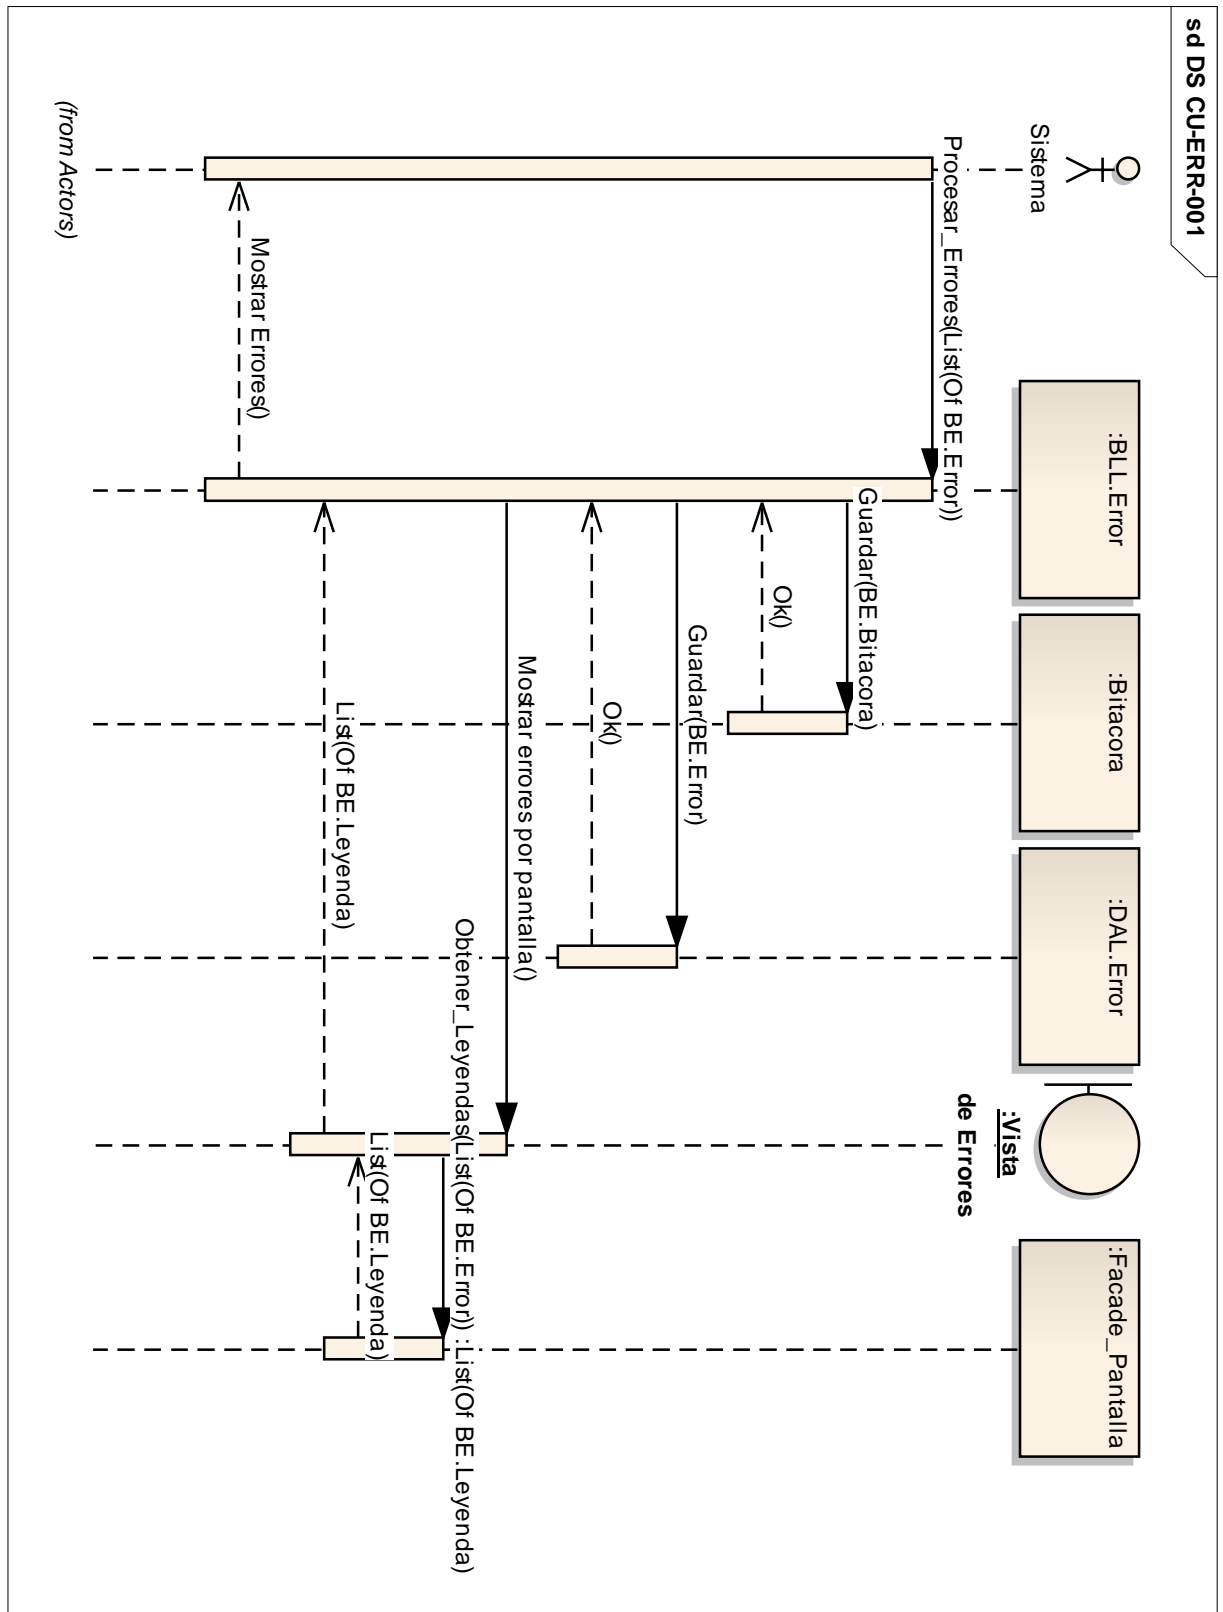 sd DS CU-ERR-001
Sistema
(from Actors)
:BLL.Error
:Bitacora
:DAL.Error
:Vista
de Errores
:Facade_Pantalla
Procesar_Errores(List(Of BE.Error))
Guardar(BE.Bitacora)
Ok()
Guardar(BE.Error)
Ok()
Mostrar errores por pantalla()
Obtener_Leyendas(List(Of BE.Error)) :List(Of BE.Leyenda)
List(Of BE.Leyenda)
List(Of BE.Leyenda)
Mostrar Errores()